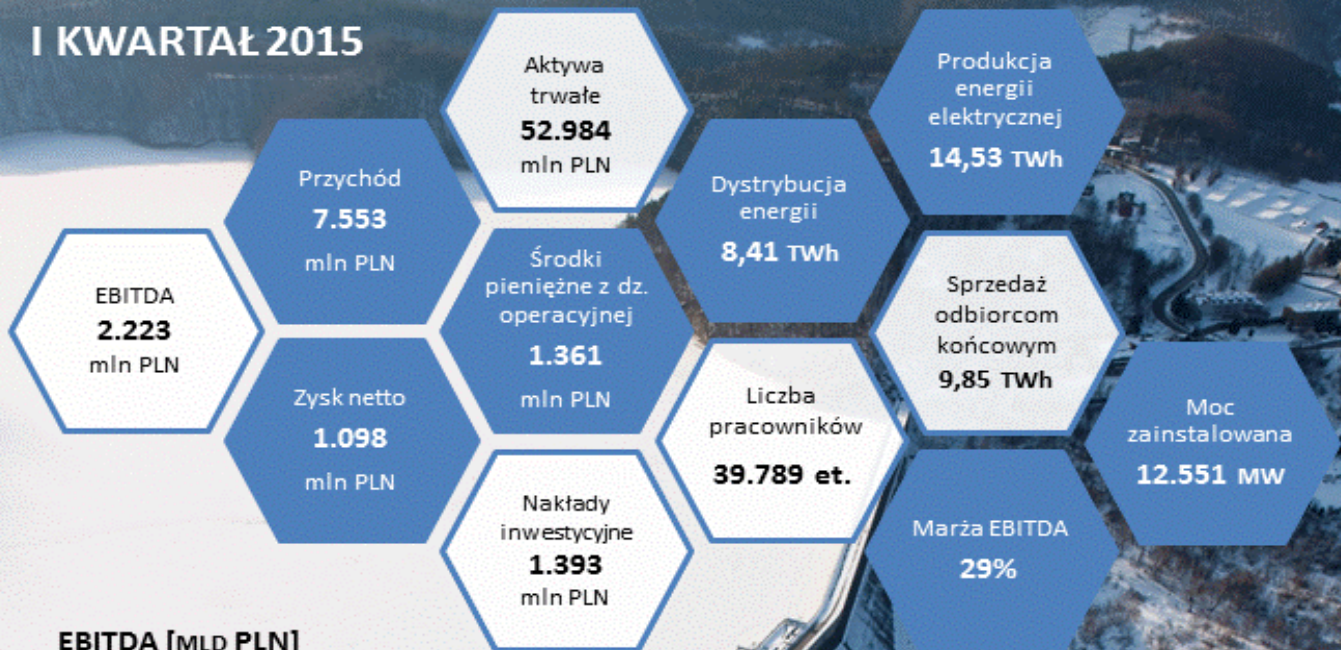 I KWARTAŁ 2015
Aktywa
trwałe
52.984
mln PLN
Produkcja
energii
elektrycznej
14,53 TWh
Przychód
7.553
mln PLN
Dystrybucja
energii
8,41 TWh
EBITDA
2.223
mln PLN
Środki
pieniężne z dz.
operacyjnej
1.361
mln PLN
Sprzedaż
odbiorcom
końcowym
9,85 TWh
Zysk netto
1.098
mln PLN
Liczba
pracowników
39.789 et.
Moc
zainstalowana
12.551 MW
Nakłady
inwestycyjne
1.393
mln PLN
Marża EBITDA
29%
EBITDA [MLD PLN]